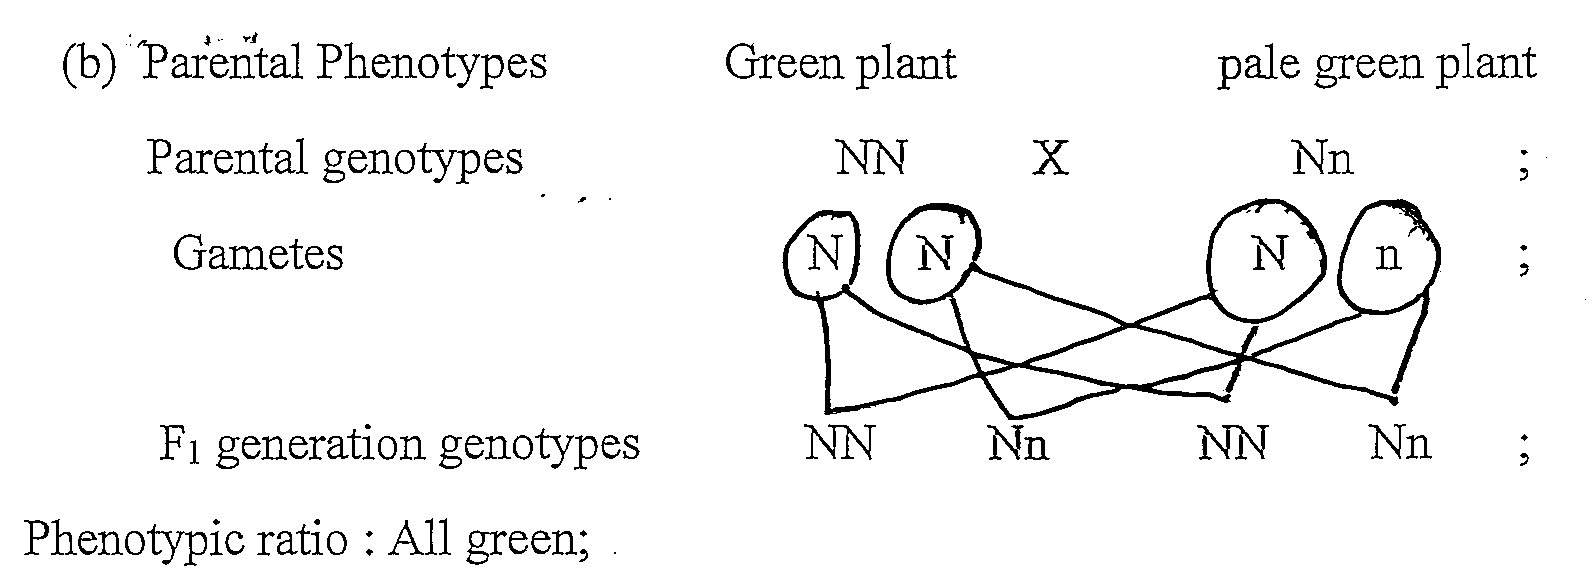 (b) Parental Phenotypes Green plant pale green plant
Parental genotypes NN X Nn ;
Gametes N N N n ;
F1 generation genotypes NN Nn NN Nn ;
Phenotypic ratio : All green;